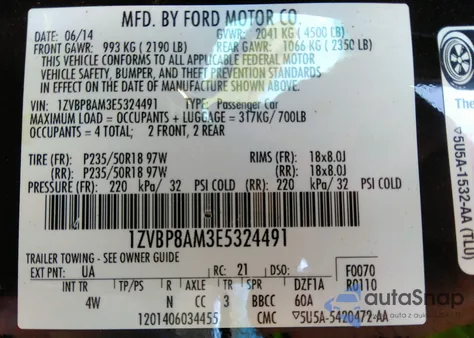 MFD. BY FORD MOTOR CO.
DATE: 06/14 GVWR: 2041 KG ( 4500 LB)
FRONT GAWR: 993 KG ( 2190 LB) REAR GAWR: 1066 KG ( 2350 LB)
THIS VEHICLE CONFORMS TO ALL APPLICABLE FEDERAL MOTOR
VEHICLE SAFETY, BUMPER, AND THEFT PREVENTION STANDARDS
IN EFFECT ON THE DATE OF MANUFACTURE SHOWN ABOVE.
VIN: 1ZVBP8AM3E5324491 TYPE: Passenger Car
MAXIMUM LOAD = OCCUPANTS + LUGGAGE = 317KG/700LB
OCCUPANTS = 4 TOTAL; 2 FRONT, 2 REAR
TIRE (FR): P235/50R18 97W RIMS (FR): 18x8.0J
(RR): P235/50R18 97W (RR): 18x8.0J
PRESSURE (FR): 220 kPa/ 32 PSI COLD (RR): 220 kPa/ 32 PSI COLD
1ZVBP8AM3E5324491
TRAILER TOWING - SEE OWNER GUIDE
EXT PNT: UA RC: 21 DSO: F0070
INT TR TP/PS R AXLE TR SPR DZF1A R0110
4W N CC 3 BBCC 60A
1201406034455 CMC 5U5A-5420472-AA
The
5U5A-1532-AA (TLU)
autoSnap